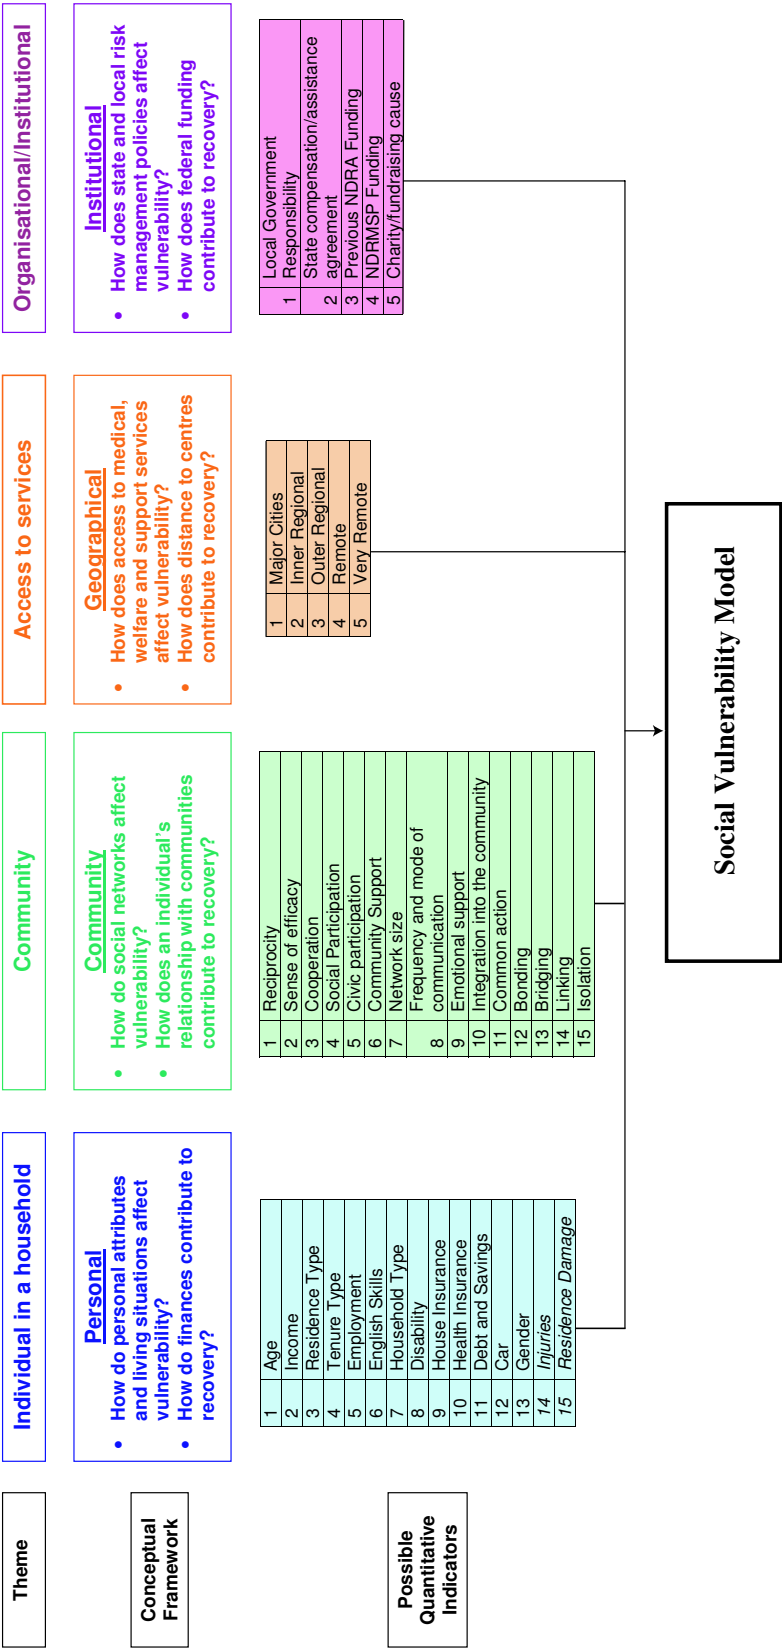 Theme
Individual in a household
Community
Access to services
Organisational/Institutional
Conceptual
Framework
Personal
• How do personal attributes
and living situations affect
vulnerability?
• How do finances contribute to
recovery?
Community
• How do social networks affect
vulnerability?
• How does an individual's
relationship with communities
contribute to recovery?
Geographical
• How does access to medical,
welfare and support services
affect vulnerability?
• How does distance to centres
contribute to recovery?
Institutional
• How does state and local risk
management policies affect
vulnerability?
• How does federal funding
contribute to recovery?
Possible
Quantitative
Indicators
1 Age
2 Income
3 Residence Type
4 Tenure Type
5 Employment
6 English Skills
7 Household Type
8 Disability
9 House Insurance
10 Health Insurance
11 Debt and Savings
12 Car
13 Gender
14 Injuries
15 Residence Damage
1 Reciprocity
2 Sense of efficacy
3 Cooperation
4 Social Participation
5 Civic participation
6 Community Support
7 Network size
Frequency and mode of
8 communication
9 Emotional support
10 Integration into the community
11 Common action
12 Bonding
13 Bridging
14 Linking
15 Isolation
1 Major Cities
2 Inner Regional
3 Outer Regional
4 Remote
5 Very Remote
Local Government
1 Responsibility
State compensation/assistance
2 agreement
3 Previous NDRA Funding
4 NDRMSP Funding
5 Charity/fundraising cause
Social Vulnerability Model